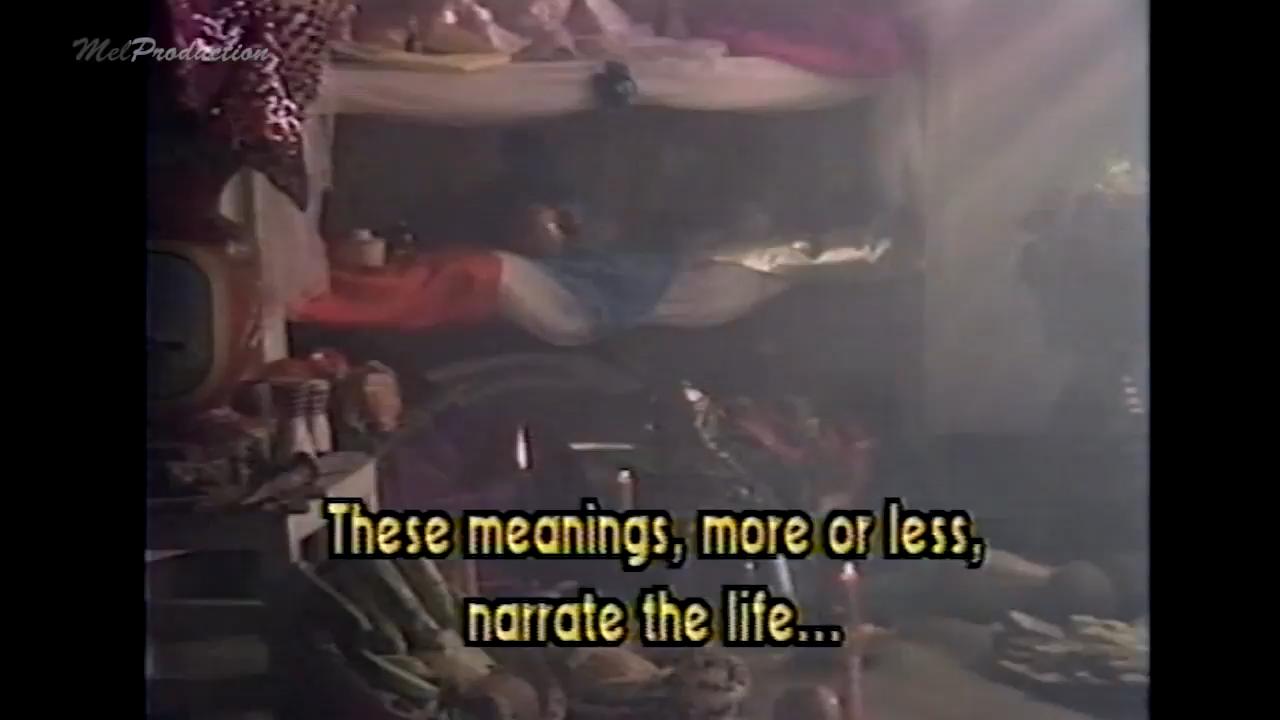 MelProduction
These meanings, more or less,
narrate the life...